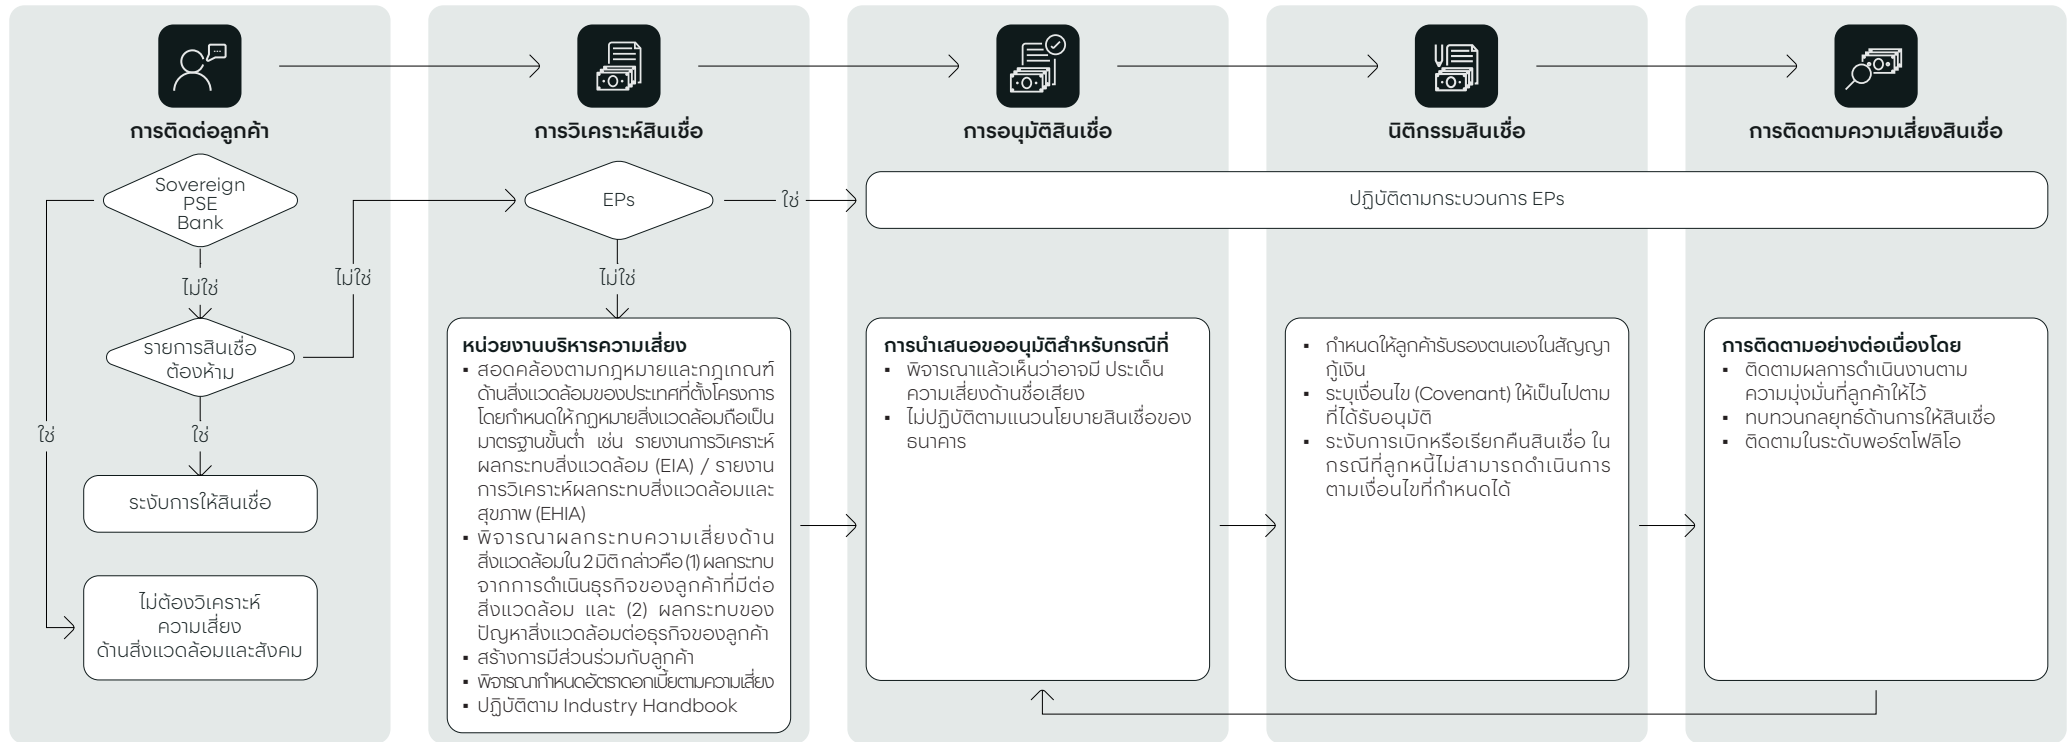 การติดต่อลูกค้า
Sovereign
PSE
Bank
ไม่ใช่
ไม่ใช่
รายการสินเชื่อ
ต้องห้าม
ใช่
ใช่
ระงับการให้สินเชื่อ
ไม่ต้องวิเคราะห์
ความเสี่ยง
ด้านสิ่งแวดล้อมและสังคม
การวิเคราะห์สินเชื่อ
EPs
ใช่
ไม่ใช่
หน่วยงานบริหารความเสี่ยง
▪ สอดคล้องตามกฎหมายและกฎเกณฑ์
ด้านสิ่งแวดล้อมของประเทศที่ตั้งโครงการ
โดยกำหนดให้กฎหมายสิ่งแวดล้อมถือเป็น
มาตรฐานขั้นต่ำ เช่น รายงานการวิเคราะห์
ผลกระทบสิ่งแวดล้อม (EIA) / รายงาน
การวิเคราะห์ผลกระทบสิ่งแวดล้อมและ
สุขภาพ (EHIA)
▪ พิจารณาผลกระทบความเสี่ยงด้าน
สิ่งแวดล้อมใน 2 มิติ กล่าวคือ (1) ผลกระทบ
จากการดำเนินธุรกิจของลูกค้าที่มีต่อ
สิ่งแวดล้อม และ (2) ผลกระทบของ
ปัญหาสิ่งแวดล้อมต่อธุรกิจของลูกค้า
▪ สร้างการมีส่วนร่วมกับลูกค้า
▪ พิจารณากำหนดอัตราดอกเบี้ยตามความเสี่ยง
▪ ปฏิบัติตาม Industry Handbook
การอนุมัติสินเชื่อ
นิติกรรมสินเชื่อ
การติดตามความเสี่ยงสินเชื่อ
ปฏิบัติตามกระบวนการ EPs
การนำเสนอขออนุมัติสำหรับกรณีที่
▪ พิจารณาแล้วเห็นว่าอาจมี ประเด็น
ความเสี่ยงด้านชื่อเสียง
▪ ไม่ปฏิบัติตามแนวนโยบายสินเชื่อของ
ธนาคาร
▪ กำหนดให้ลูกค้ารับรองตนเองในสัญญา
กู้เงิน
▪ ระบุเงื่อนไข (Covenant) ให้เป็นไปตาม
ที่ได้รับอนุมัติ
▪ ระงับการเบิกหรือเรียกคืนสินเชื่อ ใน
กรณีที่ลูกหนี้ไม่สามารถดำเนินการ
ตามเงื่อนไขที่กำหนดได้
การติดตามอย่างต่อเนื่องโดย
▪ ติดตามผลการดำเนินงานตาม
ความมุ่งมั่นที่ลูกค้าให้ไว้
▪ ทบทวนกลยุทธ์ด้านการให้สินเชื่อ
▪ ติดตามในระดับพอร์ตโฟลิโอ